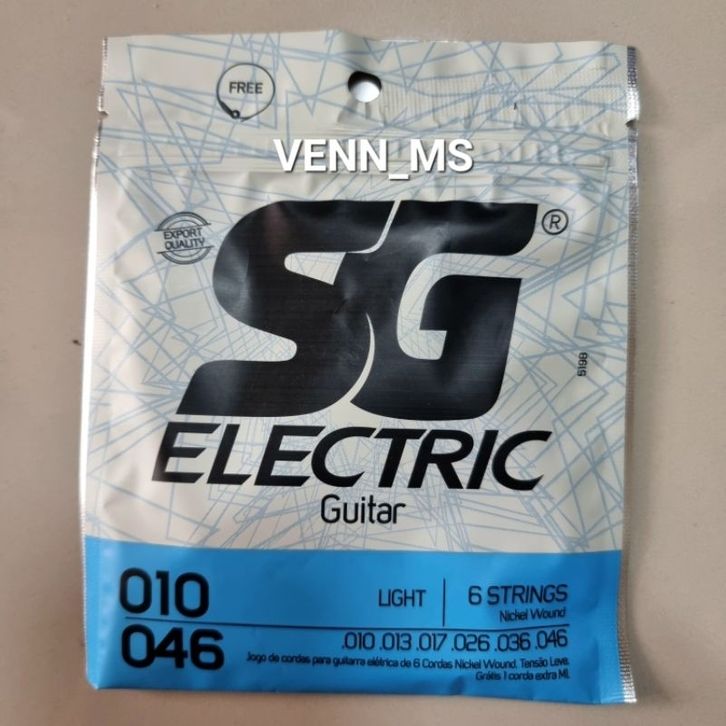 FREE
VENN_MS
EXPORT
QUALITY
SG®
5198
ELECTRIC
Guitar
010
046
LIGHT
6 STRINGS
Nickel Wound
.010 .013 .017 .026 .036 .046
Jogo de cordas para guitarra elétrica de 6 Cordas Nickel Wound. Tensão Leve.
Grátis 1 corda extra MI.